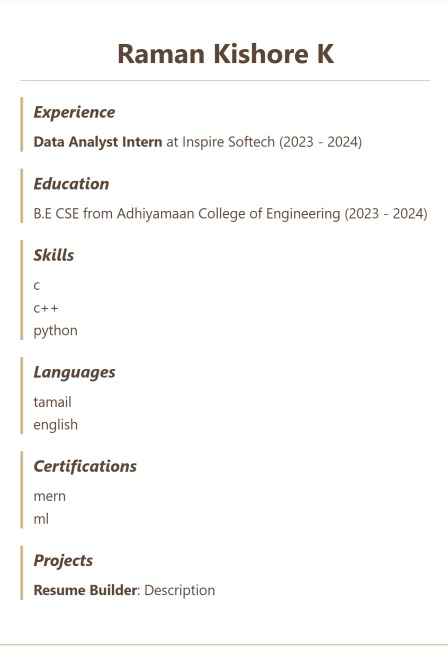 Raman Kishore K
Experience
Data Analyst Intern at Inspire Softech (2023 - 2024)
Education
B.E CSE from Adhiyamaan College of Engineering (2023 - 2024)
Skills
c
c++
python
Languages
tamail
english
Certifications
mern
ml
Projects
Resume Builder: Description